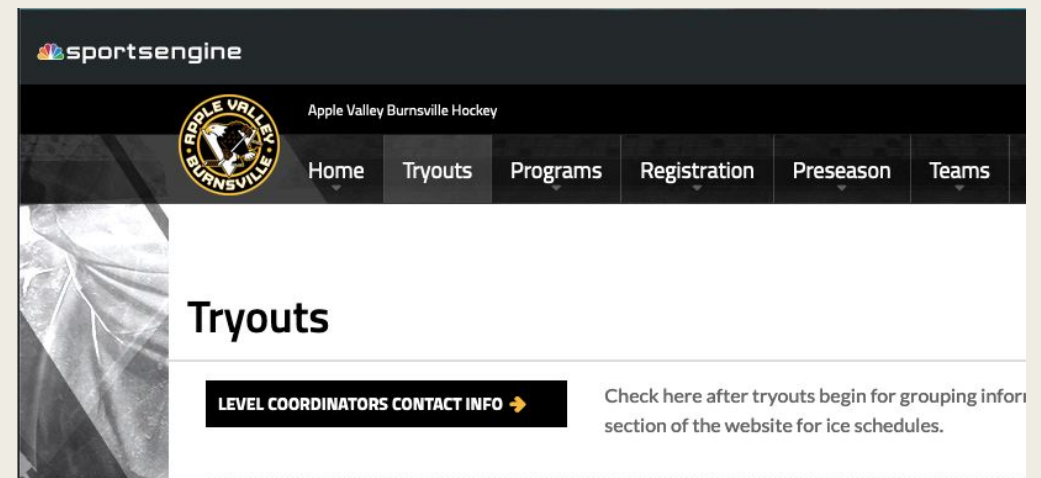 sportsengine
APPLE VALLEY
BURNSVILLE
Apple Valley Burnsville Hockey
Home Tryouts Programs Registration Preseason Teams
Tryouts
LEVEL COORDINATORS CONTACT INFO
Check here after tryouts begin for grouping
section of the website for ice schedules.